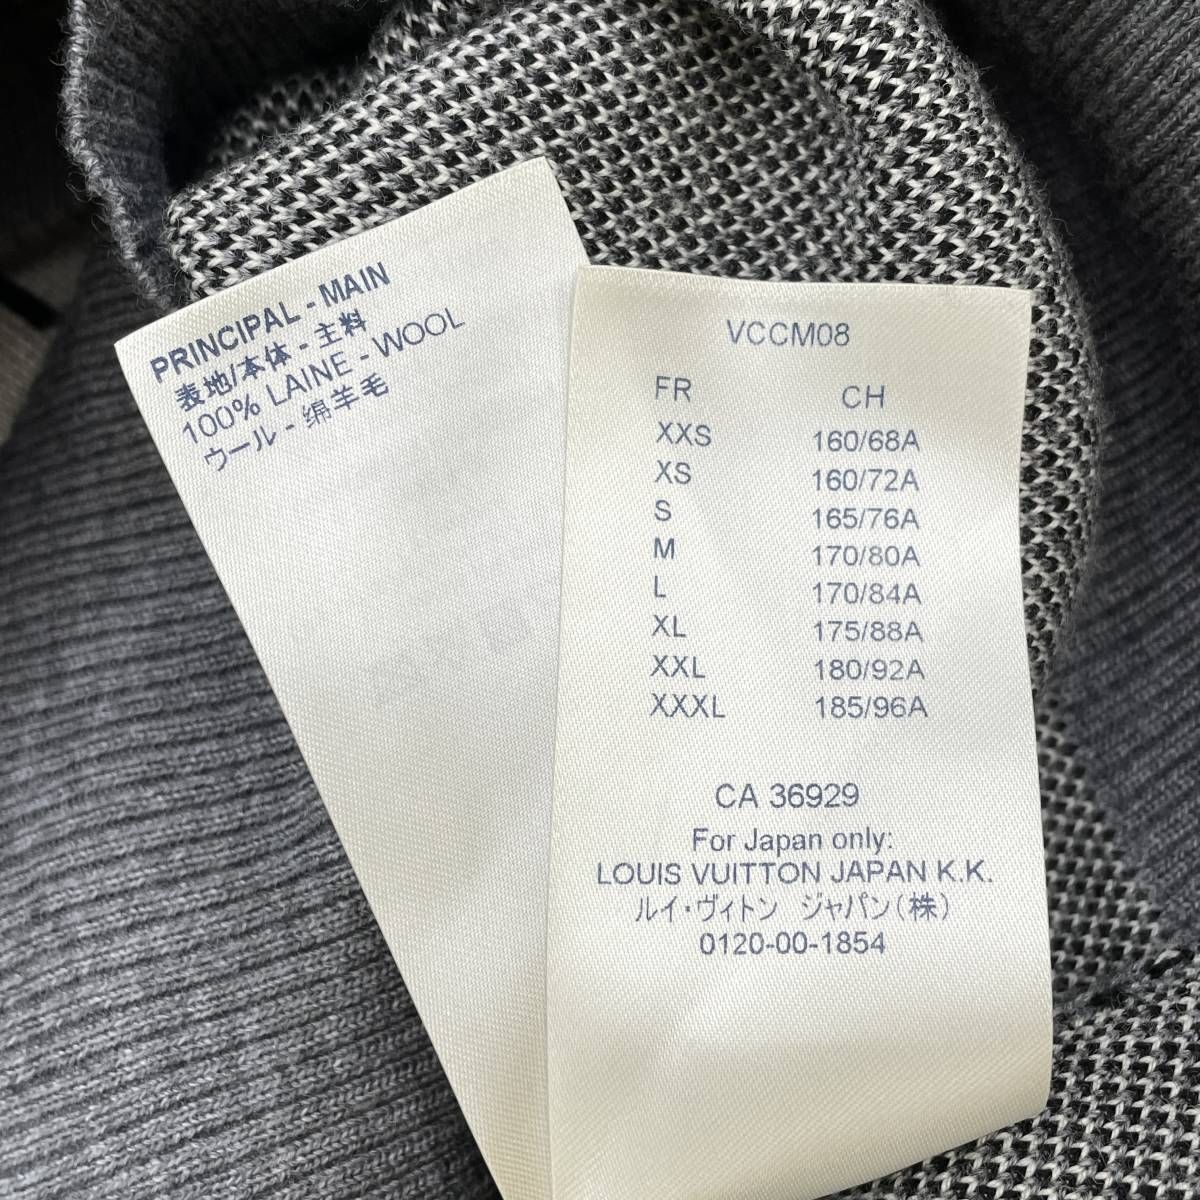 PRINCIPAL - MAIN
表地/本体 - 主料
100% LAINE - WOOL
ウール - 绵羊毛
VCCM08
FR CH
XXS 160/68A
XS 160/72A
S 165/76A
M 170/80A
L 170/84A
XL 175/88A
XXL 180/92A
XXXL 185/96A
CA 36929
For Japan only:
LOUIS VUITTON JAPAN K.K.
ルイ・ヴィトン ジャパン(株)
0120-00-1854